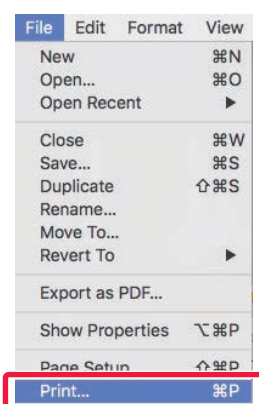 File Edit Format View
New ⌘N
Open... ⌘O
Open Recent ▶
Close ⌘W
Save... ⌘S
Duplicate ⇧⌘S
Rename...
Move To...
Revert To ▶
Export as PDF...
Show Properties ⌥⌘P
Page Setup ⇧⌘P
Print... ⌘P